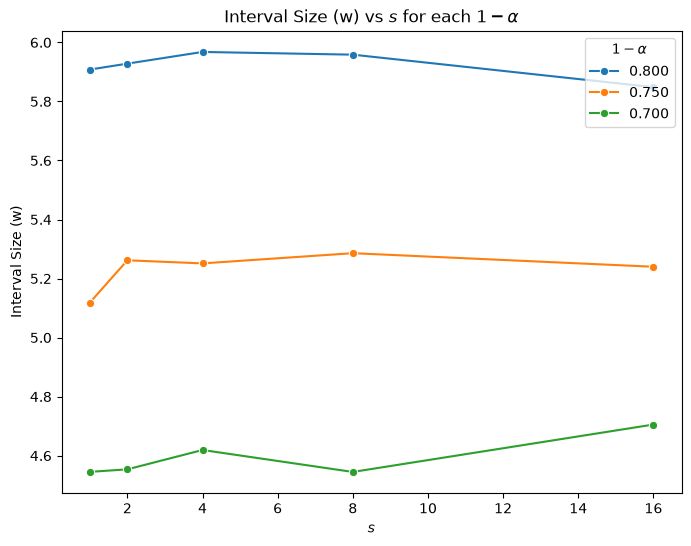 Interval Size (w) vs s for each 1 − α
1 − α
0.800
0.750
0.700
6.0
5.8
5.6
5.4
5.2
5.0
4.8
4.6
Interval Size (w)
2 4 6 8 10 12 14 16
s